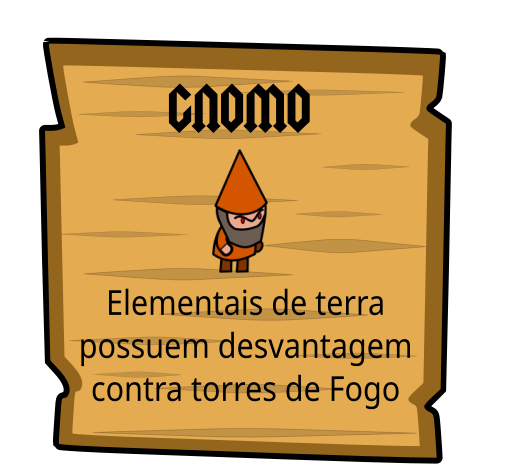 GNOMO
Elementais de terra
possuem desvantagem
contra torres de Fogo